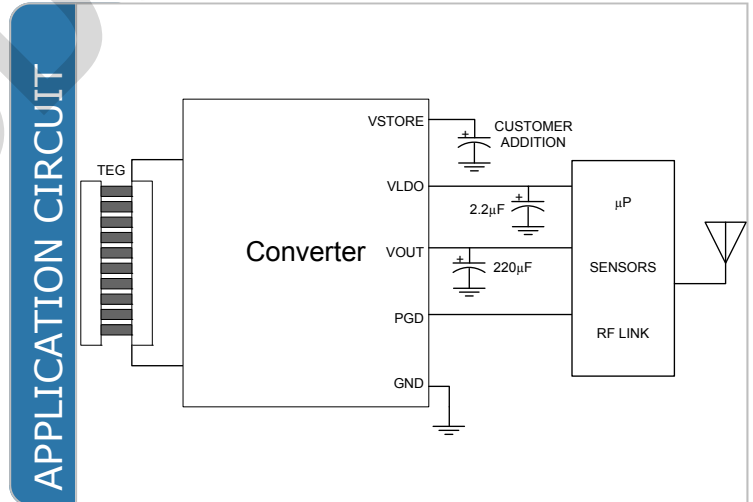 APPLICATION CIRCUIT
TEG
Converter
VSTORE
VLDO
VOUT
PGD
GND
CUSTOMER
ADDITION
2.2μF
220μF
μP
SENSORS
RF LINK